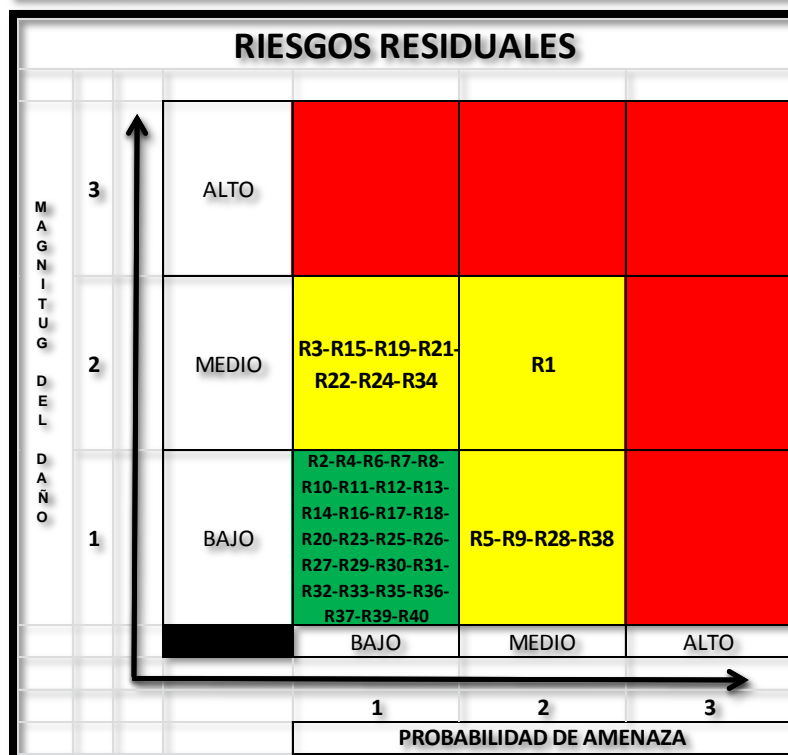 RIESGOS RESIDUALES
MAGNITUG DEL DAÑO
3
ALTO
2
MEDIO
R3-R15-R19-R21-
R22-R24-R34
R1
1
BAJO
R2-R4-R6-R7-R8-
R10-R11-R12-R13-
R14-R16-R17-R18-
R20-R23-R25-R26-
R27-R29-R30-R31-
R32-R33-R35-R36-
R37-R39-R40
R5-R9-R28-R38
BAJO
MEDIO
ALTO
1
2
3
PROBABILIDAD DE AMENAZA